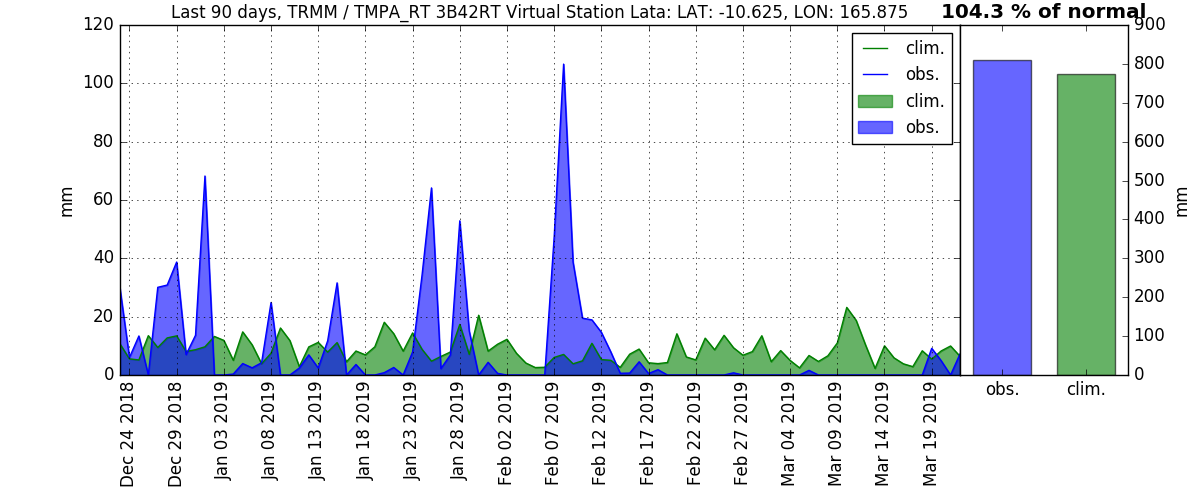 Last 90 days, TRMM / TMPA_RT 3B42RT Virtual Station Lata: LAT: -10.625, LON: 165.875
104.3 % of normal
mm
120
100
80
60
40
20
0
clim.
obs.
clim.
obs.
Dec 24 2018
Dec 29 2018
Jan 03 2019
Jan 08 2019
Jan 13 2019
Jan 18 2019
Jan 23 2019
Jan 28 2019
Feb 02 2019
Feb 07 2019
Feb 12 2019
Feb 17 2019
Feb 22 2019
Feb 27 2019
Mar 04 2019
Mar 09 2019
Mar 14 2019
Mar 19 2019
900
800
700
600
500
400
300
200
100
0
mm
obs.
clim.